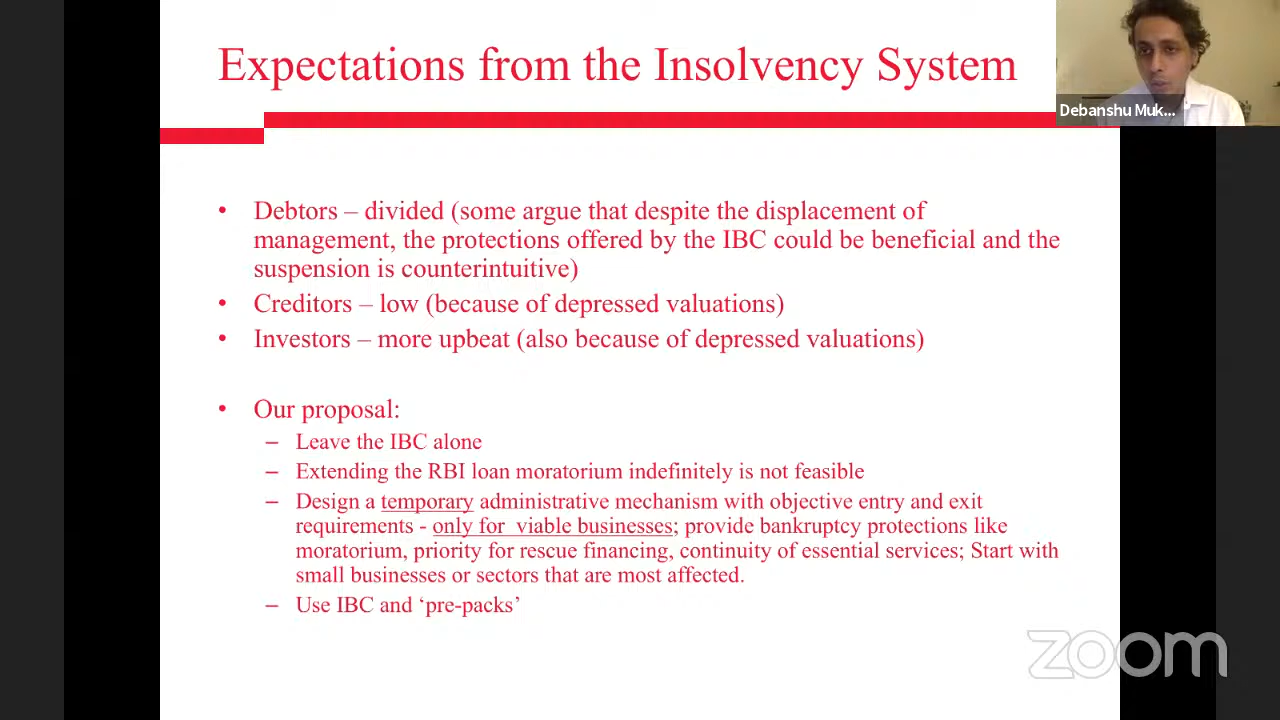 Expectations from the Insolvency System
Debanshu Muk...
• Debtors – divided (some argue that despite the displacement of
management, the protections offered by the IBC could be beneficial and the
suspension is counterintuitive)
• Creditors – low (because of depressed valuations)
• Investors – more upbeat (also because of depressed valuations)
• Our proposal:
– Leave the IBC alone
– Extending the RBI loan moratorium indefinitely is not feasible
– Design a temporary administrative mechanism with objective entry and exit
requirements - only for viable businesses; provide bankruptcy protections like
moratorium, priority for rescue financing, continuity of essential services; Start with
small businesses or sectors that are most affected.
– Use IBC and ‘pre-packs’
zoom